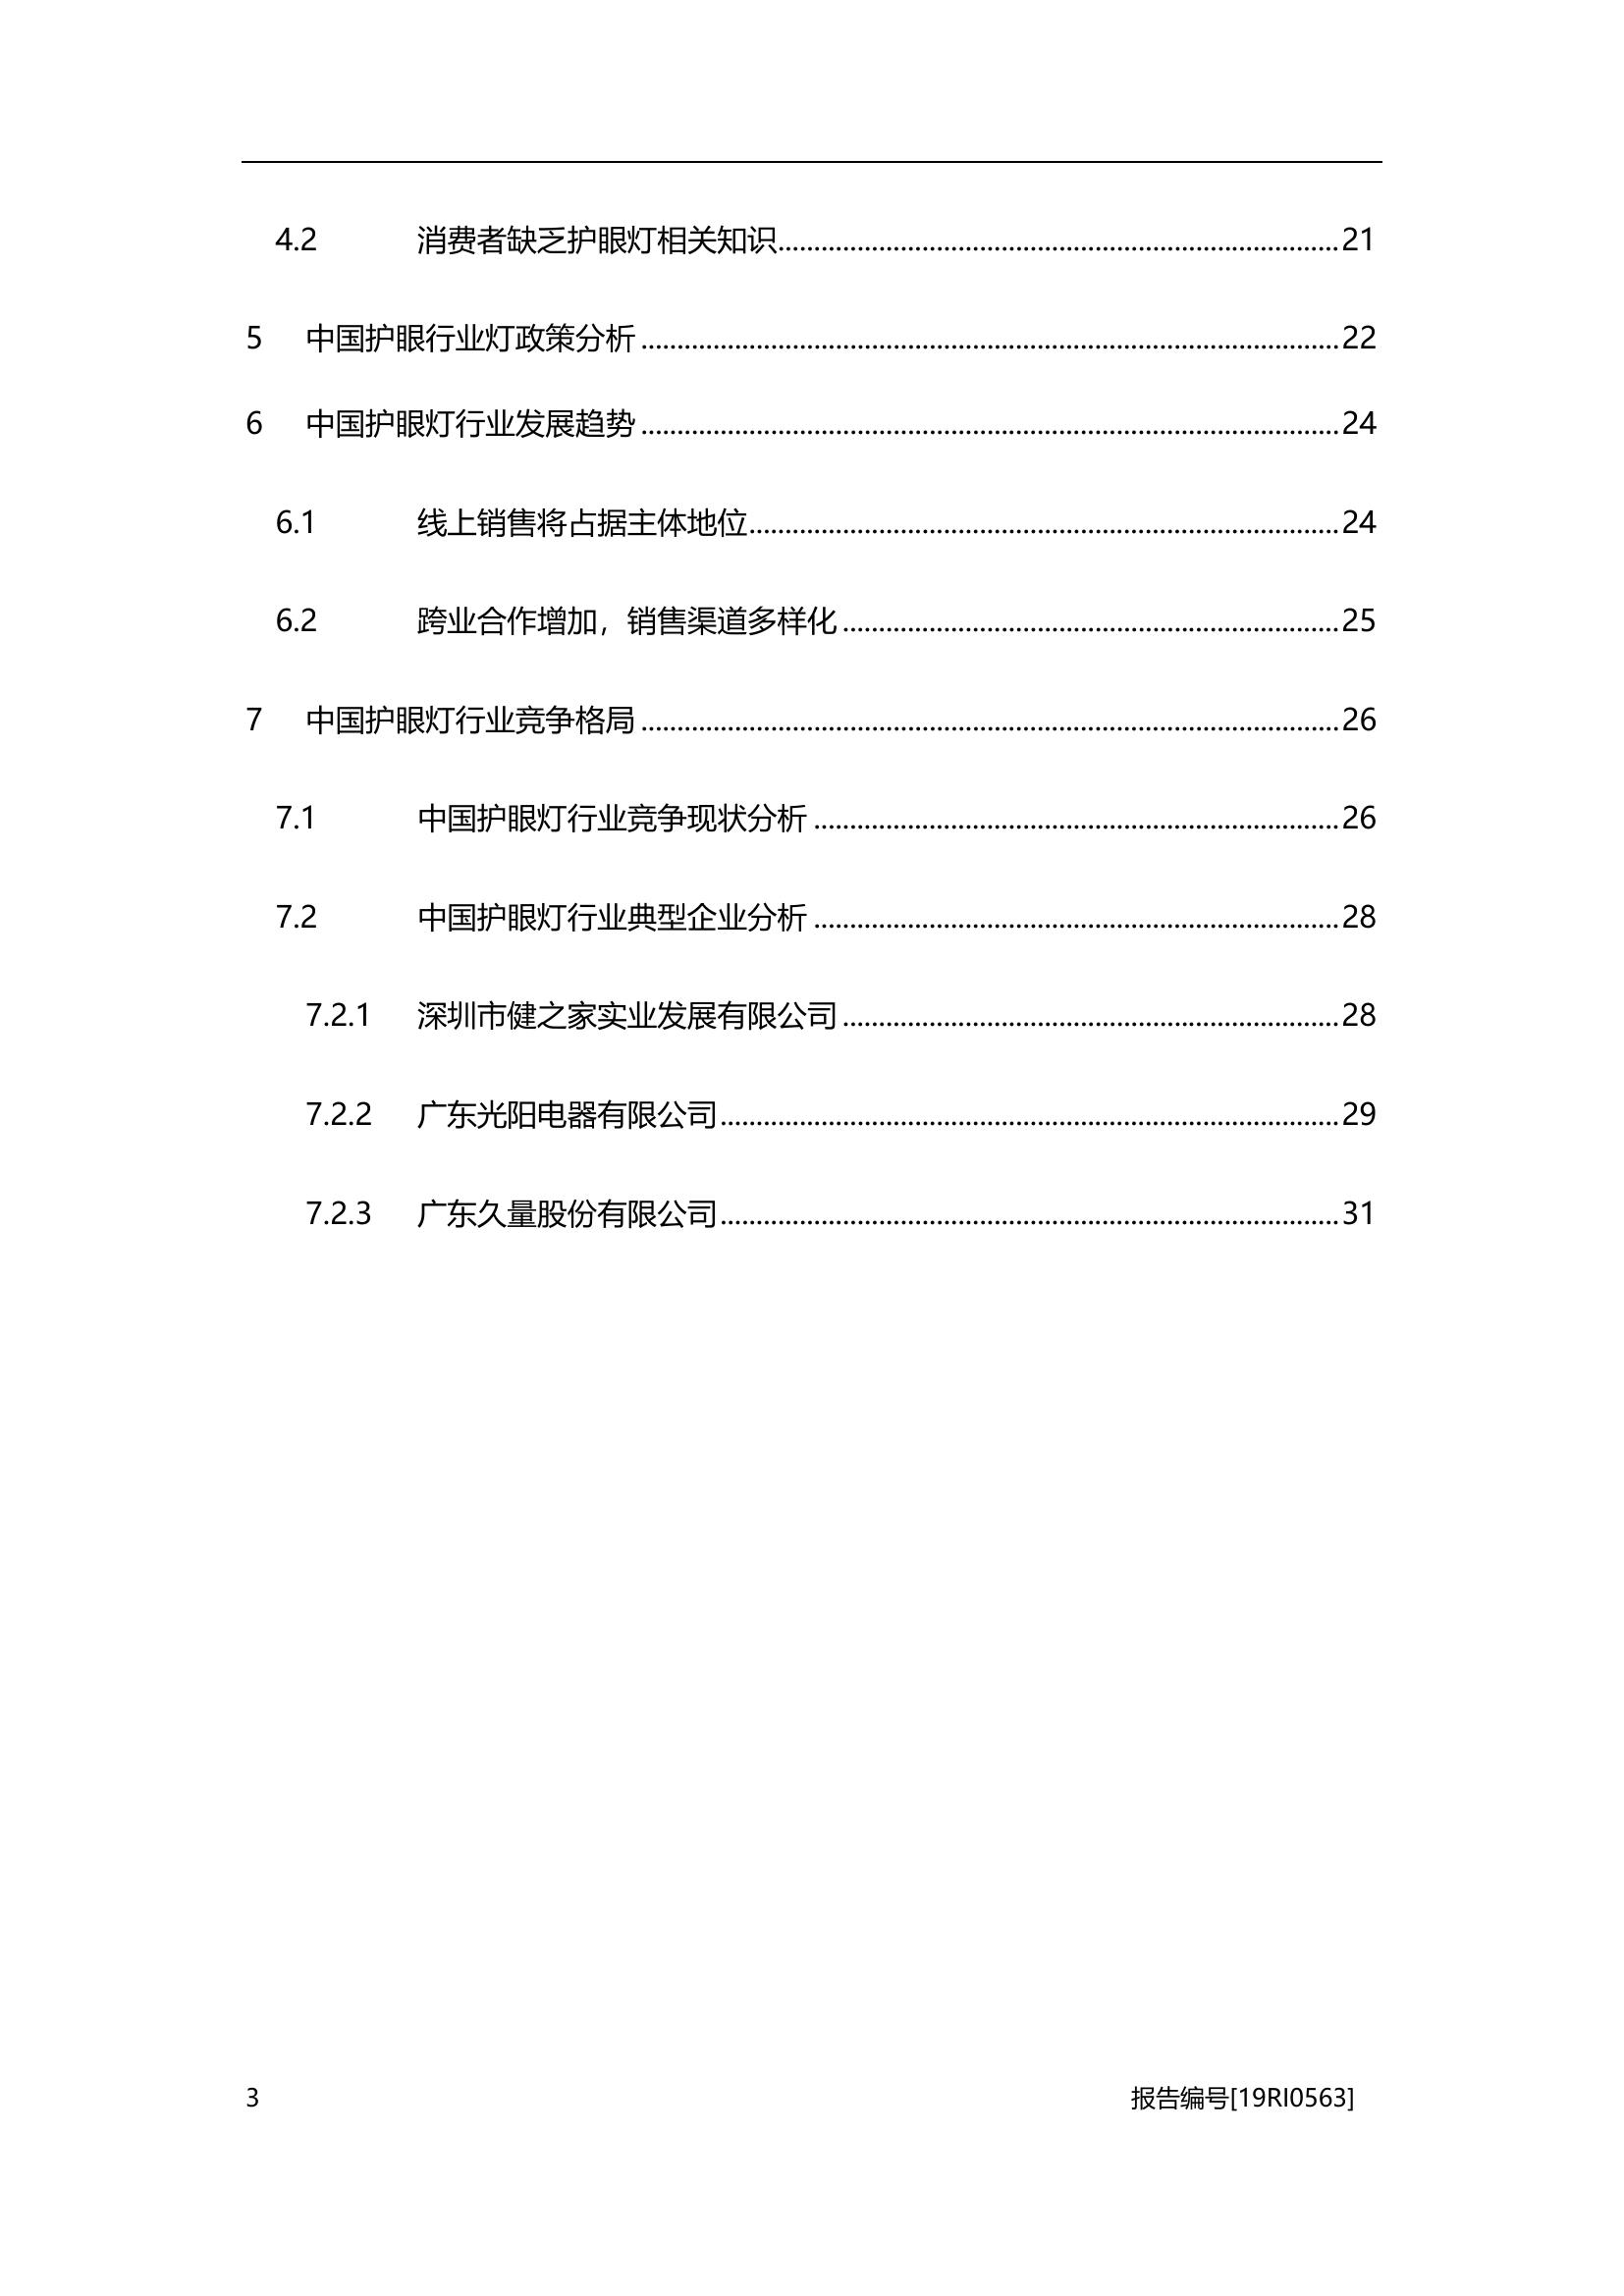 4.2 消费者缺乏护眼灯相关知识........................................................................21
5 中国护眼行业灯政策分析........................................................................22
6 中国护眼灯行业发展趋势........................................................................24
6.1 线上销售将占据主体地位........................................................................24
6.2 跨业合作增加，销售渠道多样化........................................................................25
7 中国护眼灯行业竞争格局........................................................................26
7.1 中国护眼灯行业竞争现状分析........................................................................26
7.2 中国护眼灯行业典型企业分析........................................................................28
7.2.1 深圳市健之家实业发展有限公司........................................................................28
7.2.2 广东光阳电器有限公司........................................................................29
7.2.3 广东久量股份有限公司........................................................................31
3 报告编号[19RI0563]